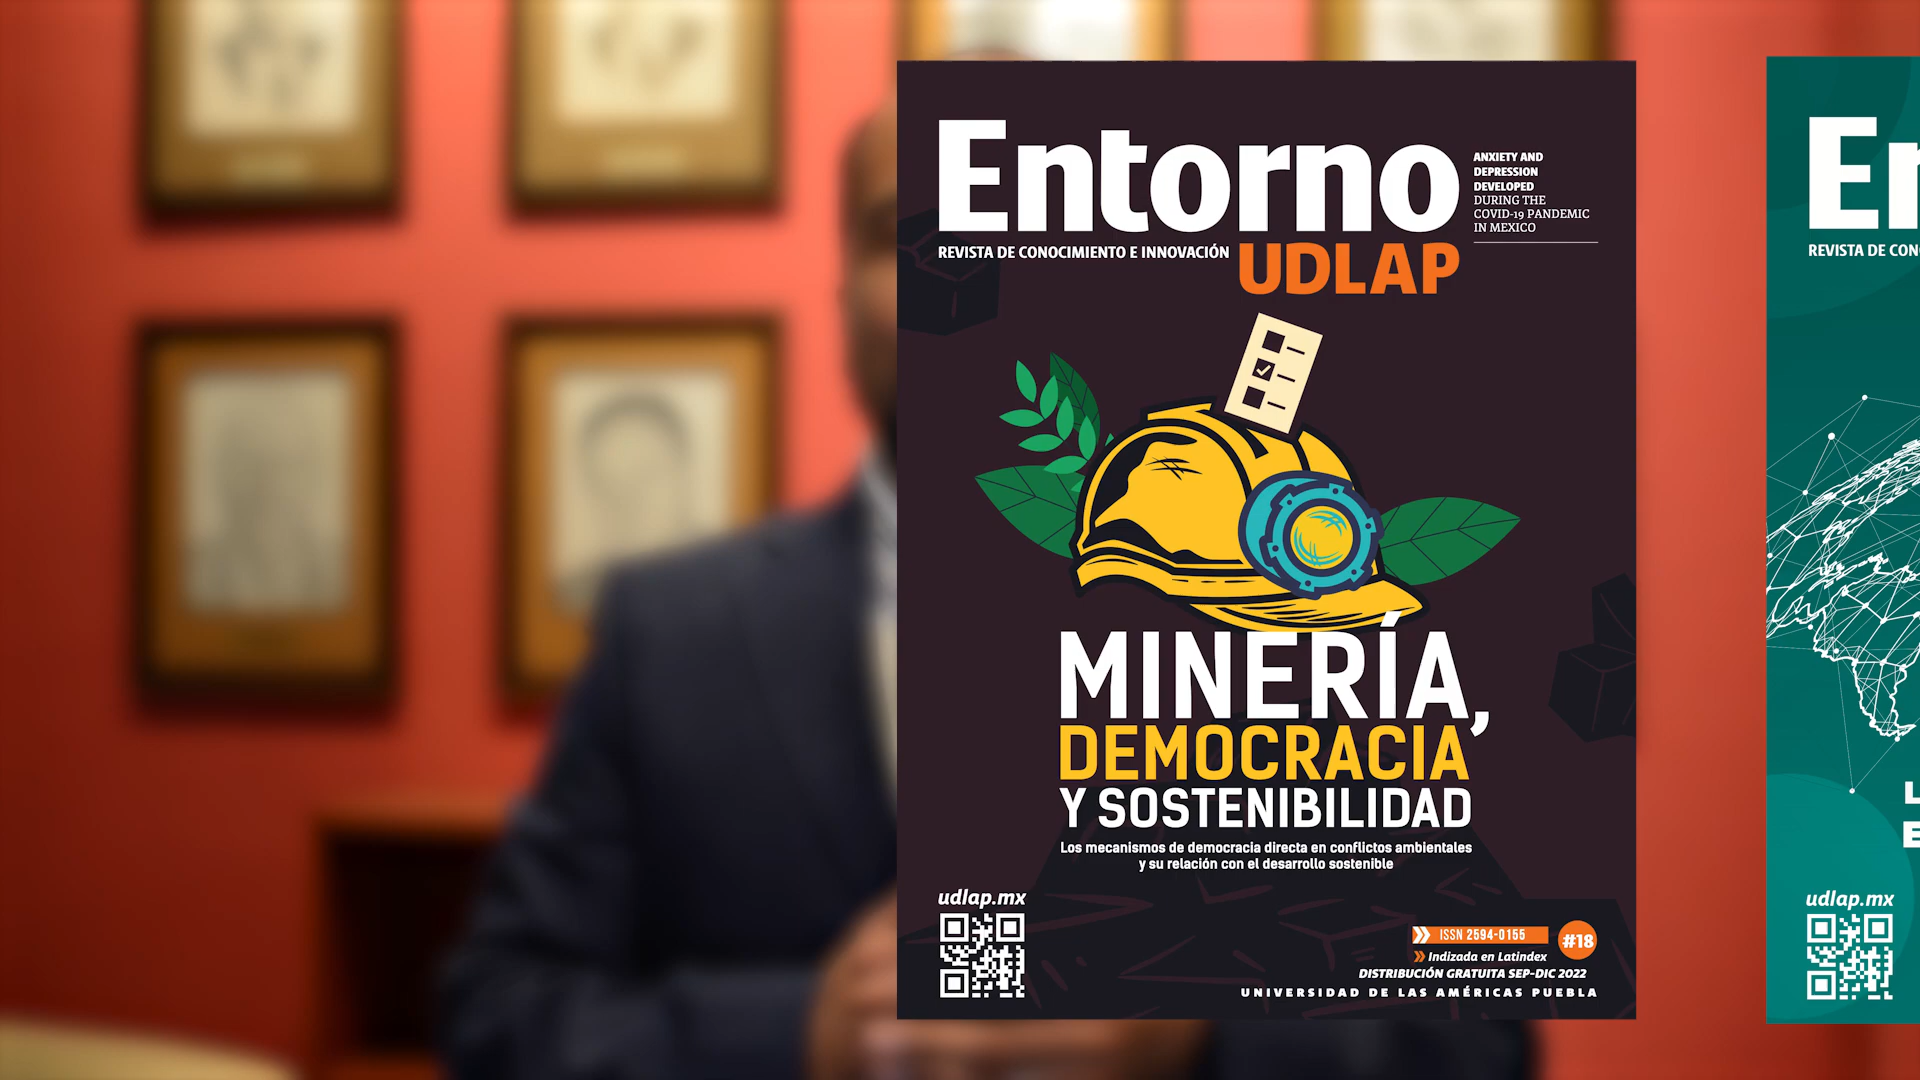 Entorno
REVISTA DE CONOCIMIENTO E INNOVACIÓN UDLAP
ANXIETY AND
DEPRESSION
DEVELOPED
DURING THE
COVID-19 PANDEMIC
IN MEXICO
MINERÍA,
DEMOCRACIA
Y SOSTENIBILIDAD
Los mecanismos de democracia directa en conflictos ambientales
y su relación con el desarrollo sostenible
udlap.mx
ISSN 2594-0155
#18
Indizada en Latindex
DISTRIBUCIÓN GRATUITA SEP-DIC 2022
UNIVERSIDAD DE LAS AMÉRICAS PUEBLA
En
REVISTA DE CON
L
E
udlap.mx